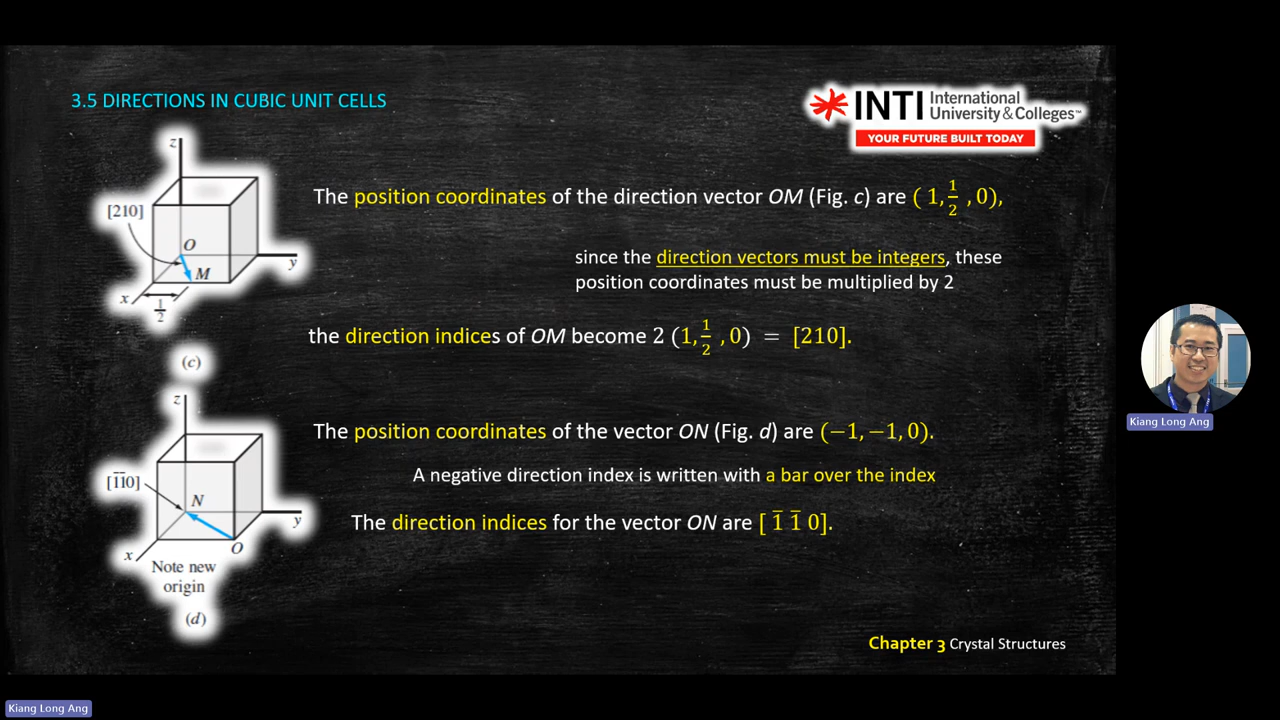 3.5 DIRECTIONS IN CUBIC UNIT CELLS
INTI International
University & Colleges™
YOUR FUTURE BUILT TODAY
z
[210]
O
M
y
x
1/2
(c)
The position coordinates of the direction vector OM (Fig. c) are ( 1, 1/2 , 0),
since the direction vectors must be integers, these
position coordinates must be multiplied by 2
the direction indices of OM become 2 (1, 1/2 , 0) = [210].
z
[1̅1̅0]
N
y
x
O
Note new
origin
(d)
The position coordinates of the vector ON (Fig. d) are (−1, −1, 0).
A negative direction index is written with a bar over the index
The direction indices for the vector ON are [ 1̅ 1̅ 0].
Chapter 3 Crystal Structures
Kiang Long Ang
Kiang Long Ang